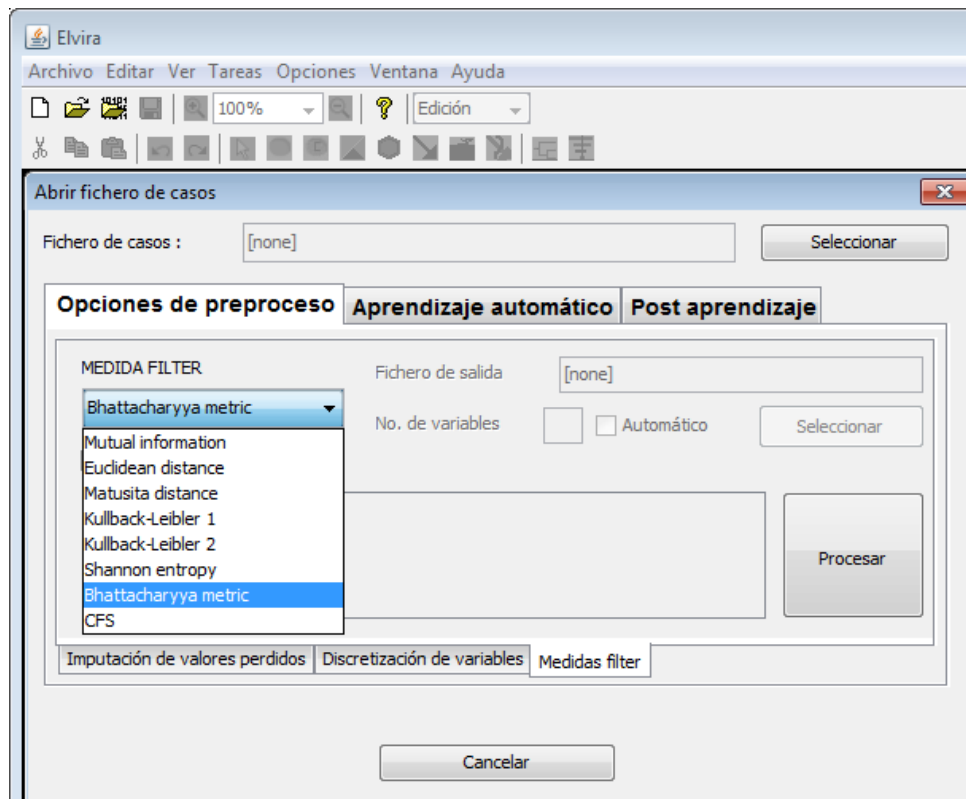 Elvira
Archivo Editar Ver Tareas Opciones Ventana Ayuda
100%
Edición
Abrir fichero de casos
Fichero de casos :
[none]
Seleccionar
Opciones de preproceso
Aprendizaje automático
Post aprendizaje
MEDIDA FILTER
Fichero de salida
[none]
Bhattacharyya metric
No. de variables
Automático
Seleccionar
Mutual information
Euclidean distance
Matusita distance
Kullback-Leibler 1
Kullback-Leibler 2
Shannon entropy
Bhattacharyya metric
CFS
Procesar
Imputación de valores perdidos
Discretización de variables
Medidas filter
Cancelar